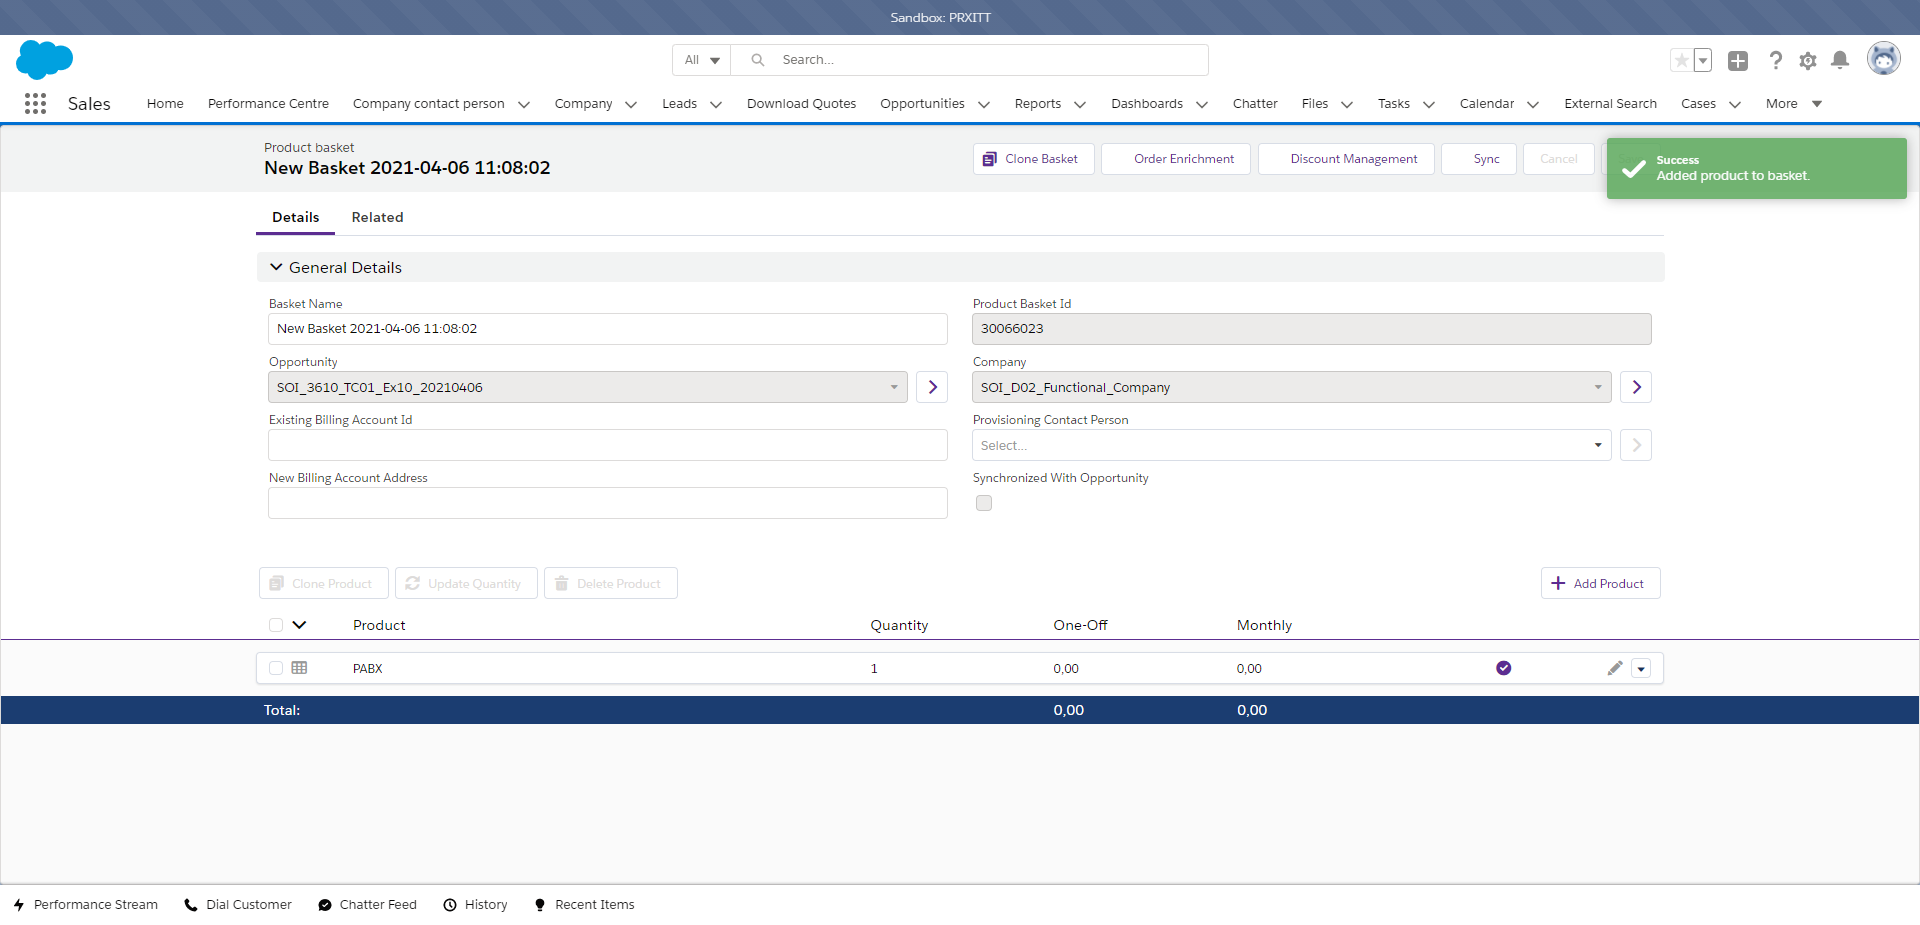 Sandbox: PRXITT
All
Search...
Sales
Home
Performance Centre
Company contact person
Company
Leads
Download Quotes
Opportunities
Reports
Dashboards
Chatter
Files
Tasks
Calendar
External Search
Cases
More
Product basket
New Basket 2021-04-06 11:08:02
Clone Basket
Order Enrichment
Discount Management
Sync
Cancel
Success
Added product to basket.
Details
Related
General Details
Basket Name
New Basket 2021-04-06 11:08:02
Product Basket Id
30066023
Opportunity
SOI_3610_TC01_Ex10_20210406
Company
SOI_D02_Functional_Company
Existing Billing Account Id
Provisioning Contact Person
Select...
New Billing Account Address
Synchronized With Opportunity
Clone Product
Update Quantity
Delete Product
Add Product
Product Quantity One-Off Monthly
PABX 1 0,00 0,00
Total: 0,00 0,00
Performance Stream
Dial Customer
Chatter Feed
History
Recent Items